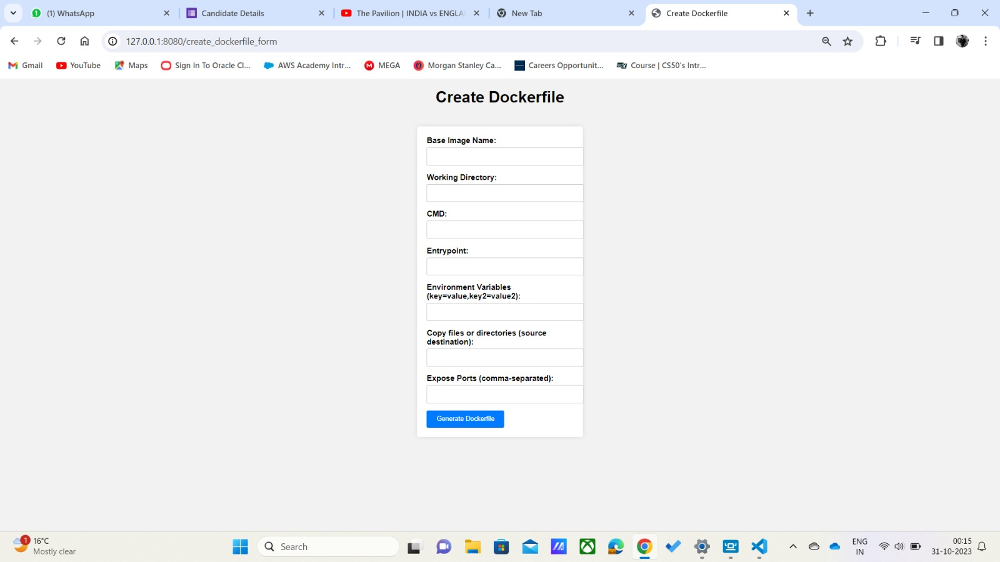 (1) WhatsApp
Candidate Details
The Pavilion | INDIA vs ENGLA
New Tab
Create Dockerfile
127.0.0.1:8080/create_dockerfile_form
Gmail
YouTube
Maps
Sign In To Oracle Cl...
AWS Academy Intr...
MEGA
Morgan Stanley Ca...
Careers Opportunit...
Course | CS50's Intr...
Create Dockerfile
Base Image Name:
Working Directory:
CMD:
Entrypoint:
Environment Variables
(key=value,key2=value2):
Copy files or directories (source
destination):
Expose Ports (comma-separated):
Generate Dockerfile
1
16°C
Mostly clear
Search
ENG
IN
00:15
31-10-2023